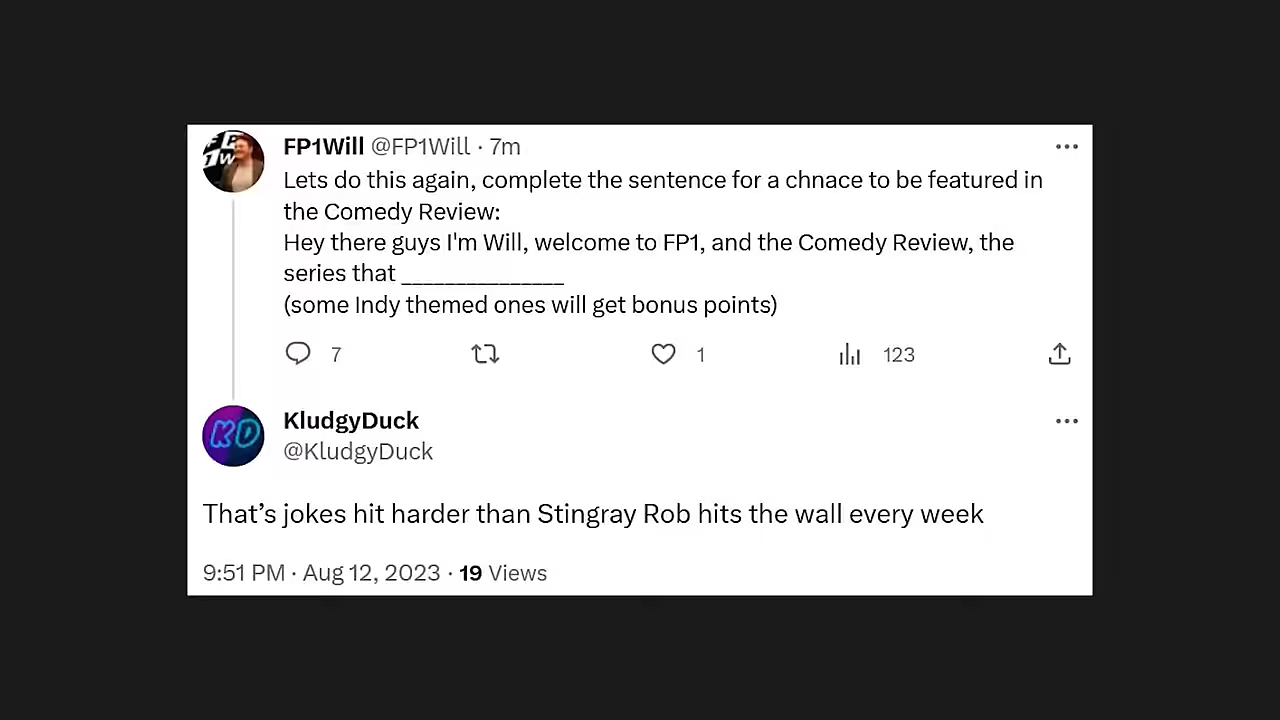 FP1Will @FP1Will · 7m
Lets do this again, complete the sentence for a chnace to be featured in
the Comedy Review:
Hey there guys I'm Will, welcome to FP1, and the Comedy Review, the
series that _______________
(some Indy themed ones will get bonus points)
7 1 123
KD
KludgyDuck
@KludgyDuck
That’s jokes hit harder than Stingray Rob hits the wall every week
9:51 PM · Aug 12, 2023 · 19 Views